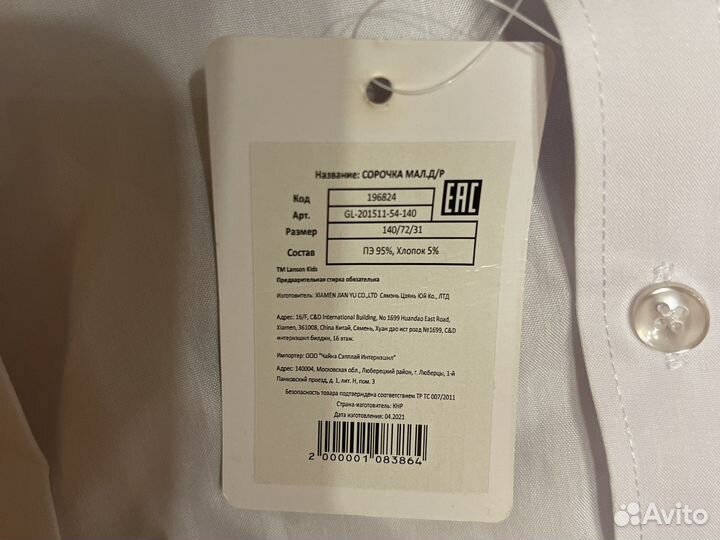 Название: СОРОЧКА МАЛ.Д/Р
Код 196824
EAC
Арт. GL-201511-54-140
Размер 140/72/31
Состав ПЭ 95%, Хлопок 5%
TM Lanson Kids
Предварительная стирка обязательна
Изготовитель: XIAMEN JIAN YU CO.,LTD Сямэнь Цзянь Юй Ко., ЛТД
Адрес: 16/F, C&D International Building, No 1699 Huandao East Road,
Xiamen, 361008, China Китай, Сямень, Хуан дао ист роад №1699, C&D
интернэшнл билдин, 16 этаж.
Импортер: ООО "Чайна Сэпплай Интернэшнл"
Адрес: 140004, Московская обл., Люберецкий район, г. Люберцы, 1-й
Панковский проезд, д. 1, лит. Н, пом. 3
Безопасность товара подтверждена соответствием ТР ТС 007/2011
Страна-изготовитель: КНР
Дата изготовления: 04.2021
2 000001 083864
Avito